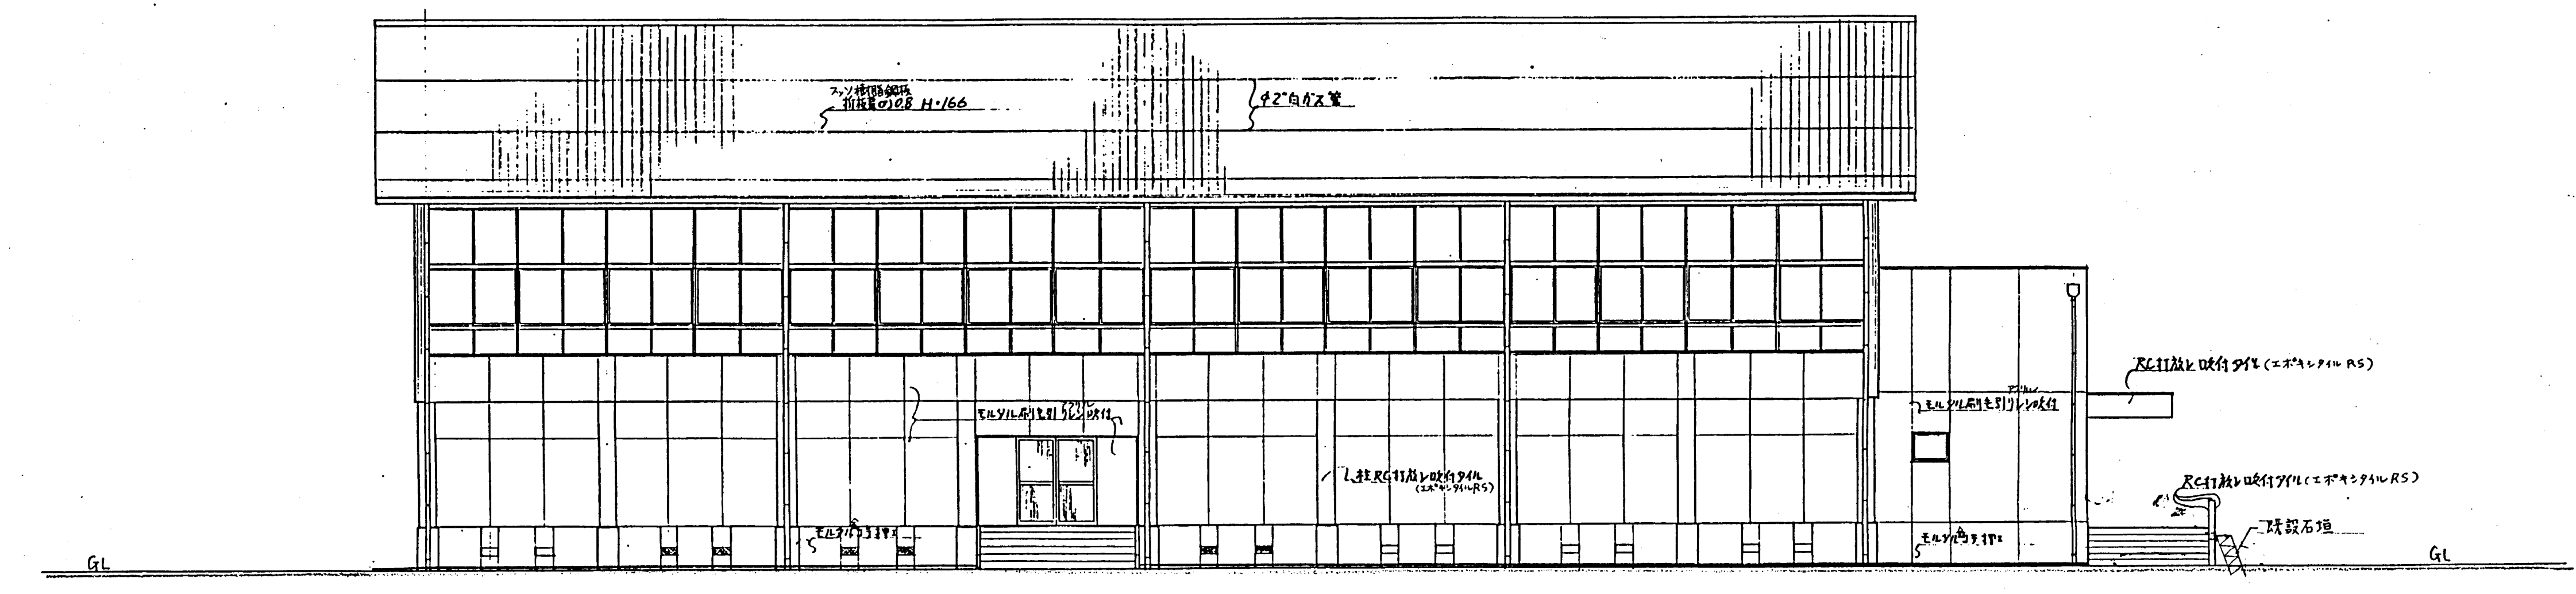 フッソ樹脂鋼板
折板葺の0.8 H・166
φ2"白ガス管
RC打放し吹付タイル(エポキシタイルRS)
アクリル
モルタル刷毛引リシン吹付
アクリル
モルタル刷毛引リシン吹付
柱RC打放し吹付タイル
(エポキシタイルRS)
RC打放し吹付タイル(エポキシタイルRS)
モルタル金ゴテ押エ
モルタル金ゴテ押エ
既設石垣
GL
GL